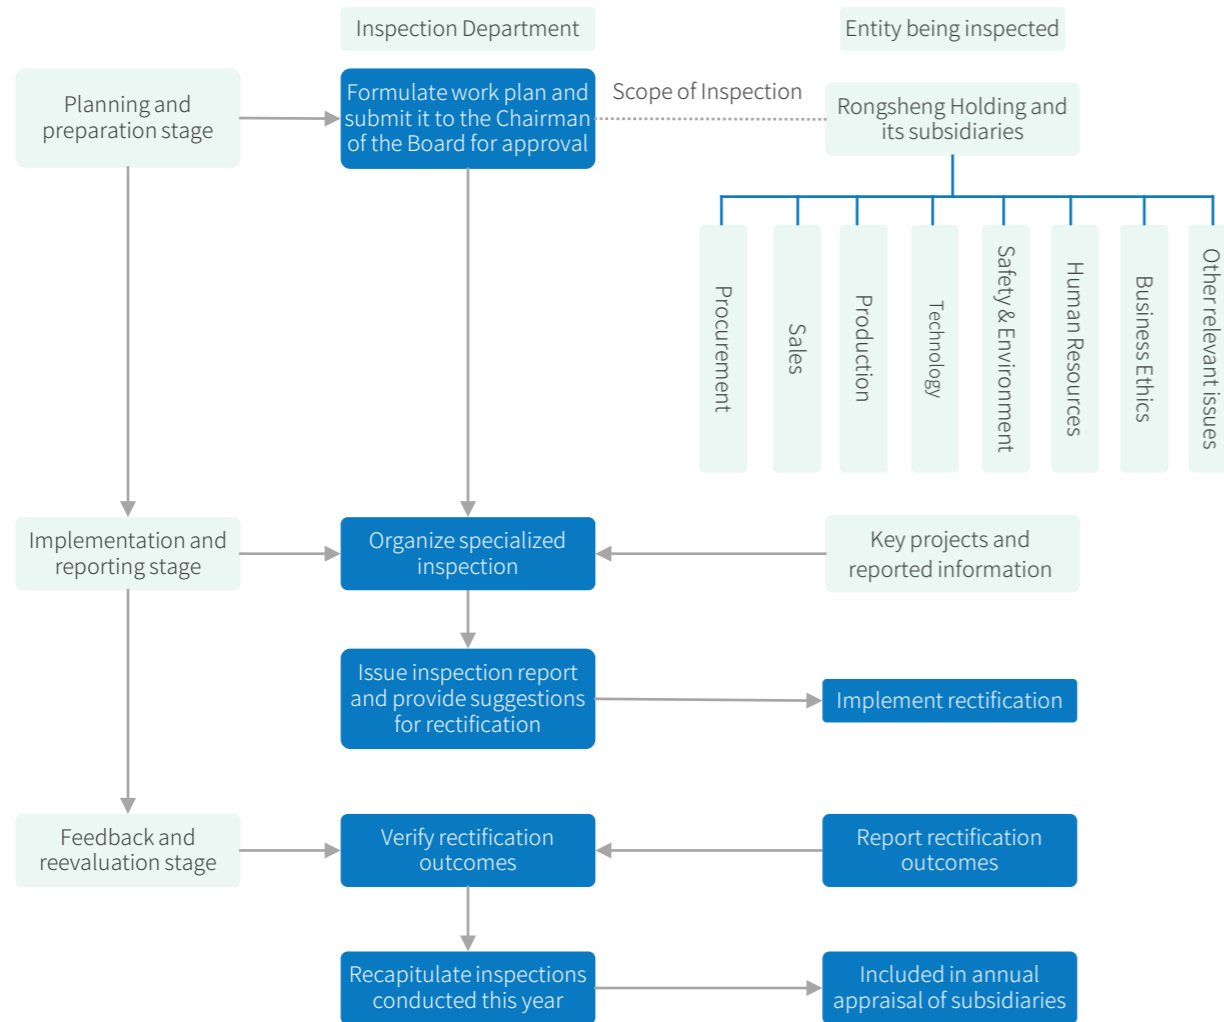 Inspection Department
Entity being inspected
Planning and
preparation stage
Formulate work plan and
submit it to the Chairman
of the Board for approval
Scope of Inspection
Rongsheng Holding and
its subsidiaries
Procurement
Sales
Production
Technology
Safety & Environment
Human Resources
Business Ethics
Other relevant issues
Implementation and
reporting stage
Organize specialized
inspection
Key projects and
reported information
Issue inspection report
and provide suggestions
for rectification
Implement rectification
Feedback and
reevaluation stage
Verify rectification
outcomes
Report rectification
outcomes
Recapitulate inspections
conducted this year
Included in annual
appraisal of subsidiaries